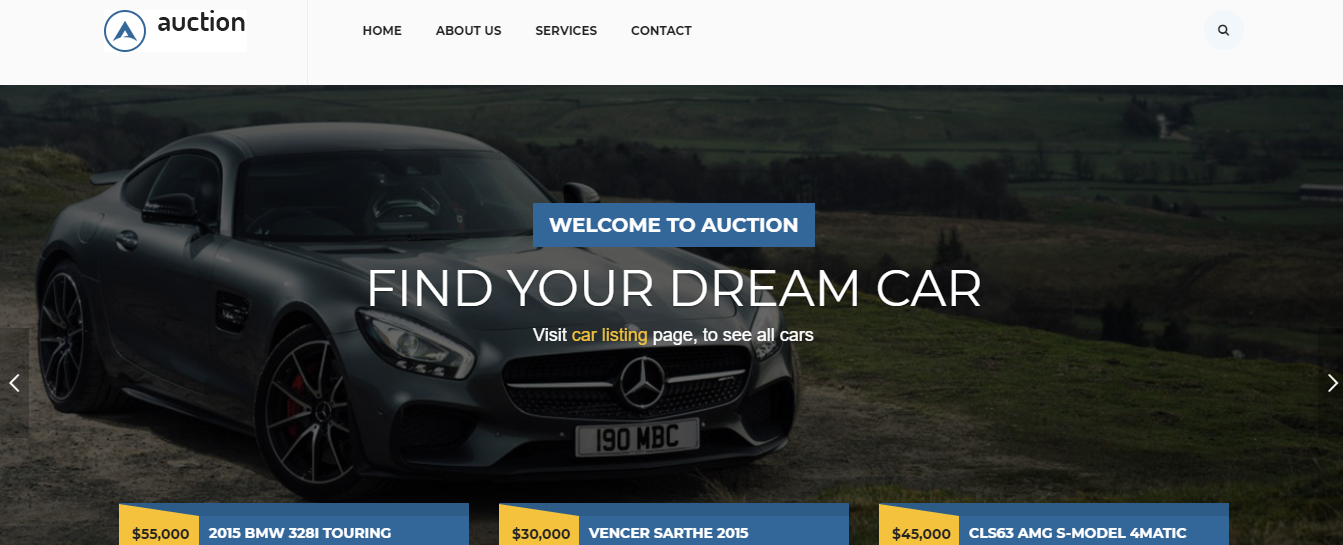 auction
HOME ABOUT US SERVICES CONTACT
WELCOME TO AUCTION
FIND YOUR DREAM CAR
Visit car listing page, to see all cars
190 MBC
$55,000 2015 BMW 328I TOURING
$30,000 VENCER SARTHE 2015
$45,000 CLS63 AMG S-MODEL 4MATIC